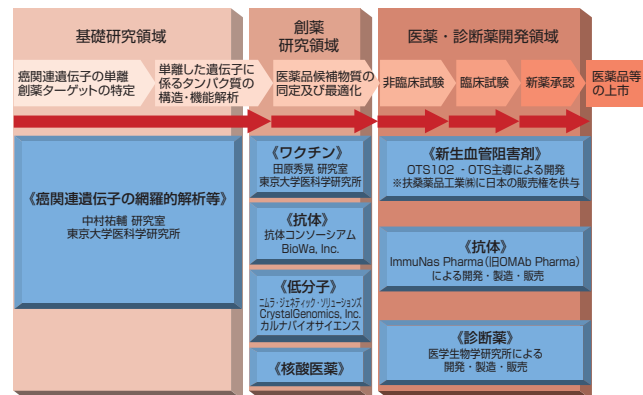 基礎研究領域
創薬
研究領域
医薬・診断薬開発領域
癌関連遺伝子の単離
創薬ターゲットの特定
単離した遺伝子に
係るタンパク質の
構造・機能解析
医薬品候補物質の
同定及び最適化
非臨床試験
臨床試験
新薬承認
医薬品等
の上市
《癌関連遺伝子の網羅的解析等》
中村祐輔 研究室
東京大学医科学研究所
《ワクチン》
田原秀晃 研究室
東京大学医科学研究所
《抗体》
抗体コンソーシアム
BioWa, Inc.
《低分子》
ニムラ・ジェネティック・ソリューションズ
CrystalGenomics, Inc.
カルナバイオサイエンス
《核酸医薬》
《新生血管阻害剤》
OTS102 - OTS主導による開発
※扶桑薬品工業㈱に日本の販売権を供与
《抗体》
ImmuNas Pharma(旧OMAb Pharma)
による開発・製造・販売
《診断薬》
医学生物学研究所による
開発・製造・販売